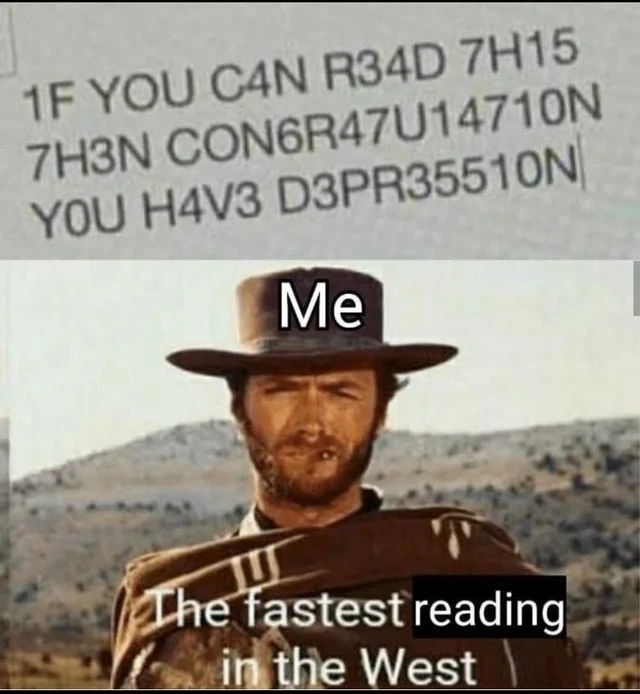 1F YOU C4N R34D 7H15
7H3N CON6R47U14710N
YOU H4V3 D3PR35510N
Me
The fastest reading
in the West